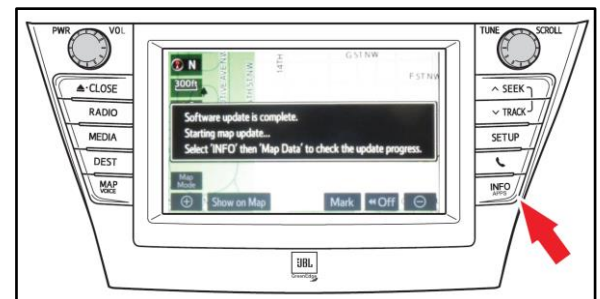 PWR VOL
TUNE SCROLL
N
300ft
14TH
G ST NW
F ST NW
CLOSE
RADIO
MEDIA
DEST
MAP
VOICE
Software update is complete.
Starting map update...
Select 'INFO' then 'Map Data' to check the update progress.
Map
Mode
Show on Map
Mark
Off
SEEK
TRACK
SETUP
INFO
APPS
JBL
GreenEdge